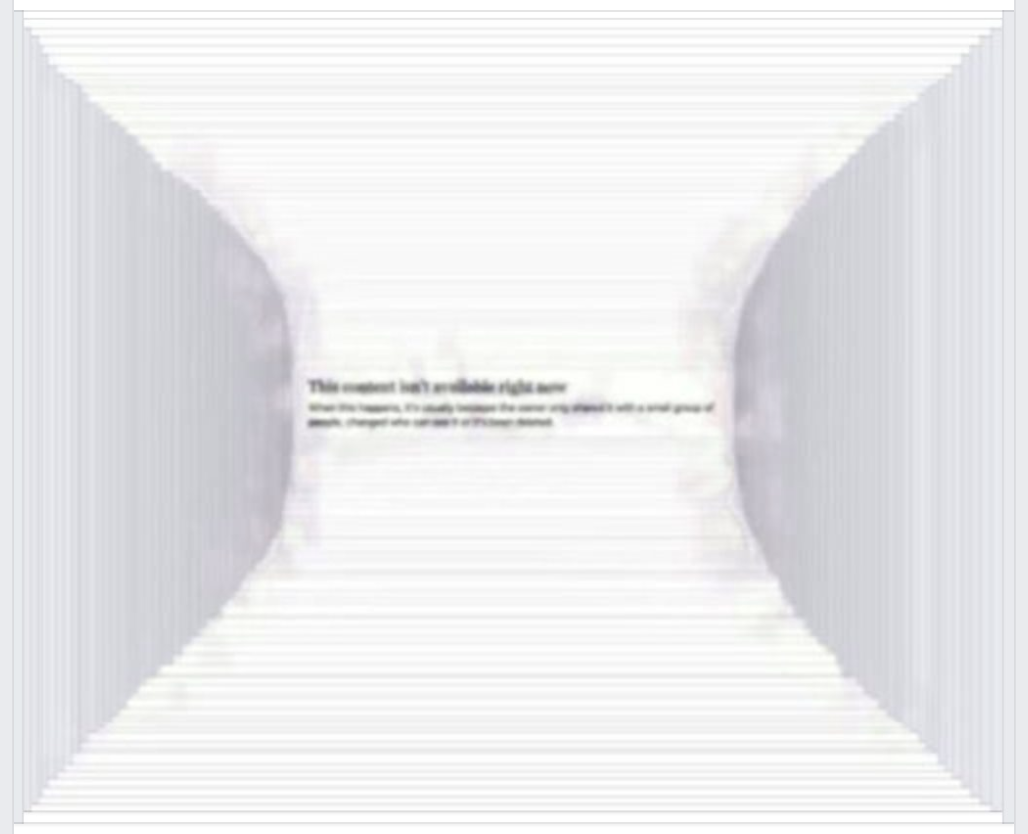 This content isn't available right now
When this happens, it's usually because the owner only shared it with a small group of
people, changed who can see it or it's been deleted.